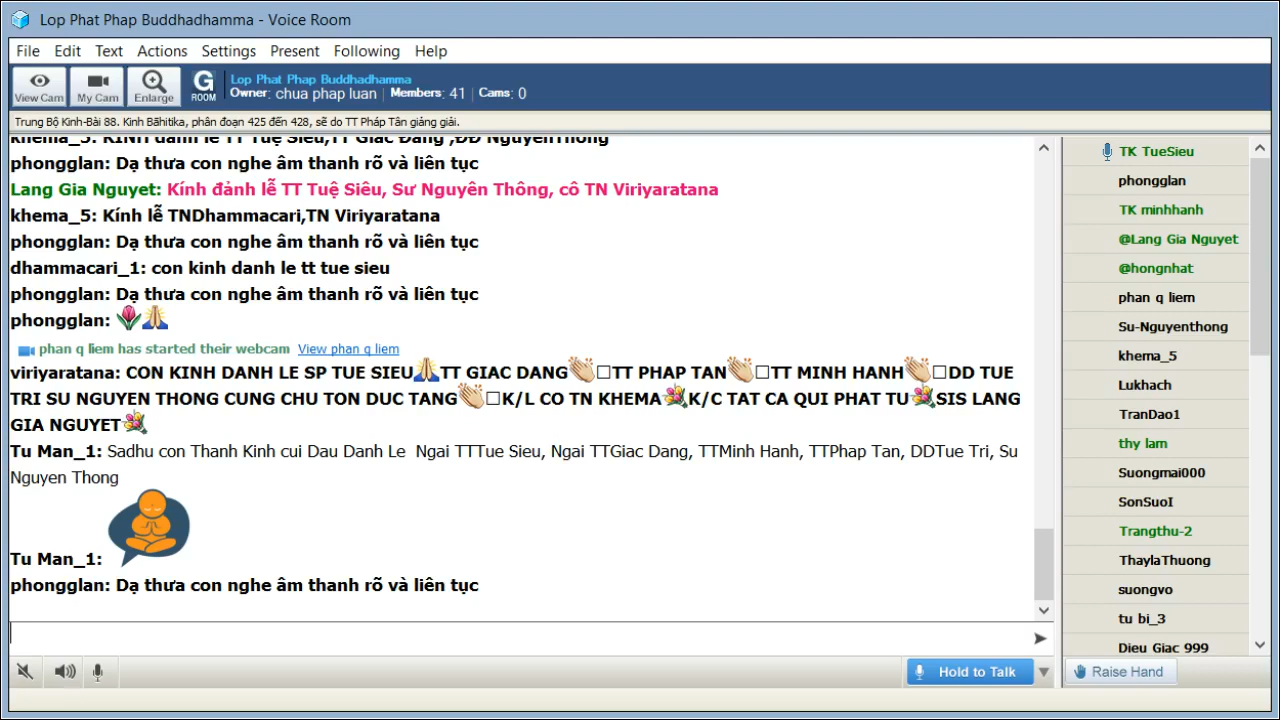 Lop Phat Phap Buddhadhamma - Voice Room
File Edit Text Actions Settings Present Following Help
View Cam My Cam Enlarge G ROOM
Lop Phat Phap Buddhadhamma
Owner: chua phap luan Members: 41 Cams: 0
Trung Bộ Kinh-Bài 88. Kinh Bāhitika, phân đoạn 425 đến 428, sẽ do TT Pháp Tân giảng giải.
khema_5: KINH danh le TT Tuệ Sieu,TT Giac Đang ,ĐĐ NguyenThong
phongglan: Dạ thưa con nghe âm thanh rõ và liên tục
Lang Gia Nguyet: Kính đảnh lễ TT Tuệ Siêu, Sư Nguyên Thông, cô TN Viriyaratana
khema_5: Kính lễ TNDhammacari,TN Viriyaratana
phongglan: Dạ thưa con nghe âm thanh rõ và liên tục
dhammacari_1: con kinh danh le tt tue sieu
phongglan: Dạ thưa con nghe âm thanh rõ và liên tục
phongglan: 🌷🙏
phan q liem has started their webcam View phan q liem
viriyaratana: CON KINH DANH LE SP TUE SIEU🙏TT GIAC DANG👏□TT PHAP TAN👏□TT MINH HANH👏□DD TUE
TRI SU NGUYEN THONG CUNG CHU TON DUC TANG👏□K/L CO TN KHEMA💐K/C TAT CA QUI PHAT TU💐SIS LANG
GIA NGUYET💐
Tu Man_1: Sadhu con Thanh Kinh cui Dau Danh Le Ngai TTTue Sieu, Ngai TTGiac Dang, TTMinh Hanh, TTPhap Tan, DDTue Tri, Su
Nguyen Thong
Tu Man_1:
phongglan: Dạ thưa con nghe âm thanh rõ và liên tục
Hold to Talk
TK TueSieu
phongglan
TK minhhanh
@Lang Gia Nguyet
@hongnhat
phan q liem
Su-Nguyenthong
khema_5
Lukhach
TranDao1
thy lam
Suongmai000
SonSuoI
Trangthu-2
ThaylaThuong
suongvo
tu bi_3
Dieu Giac 999
Raise Hand